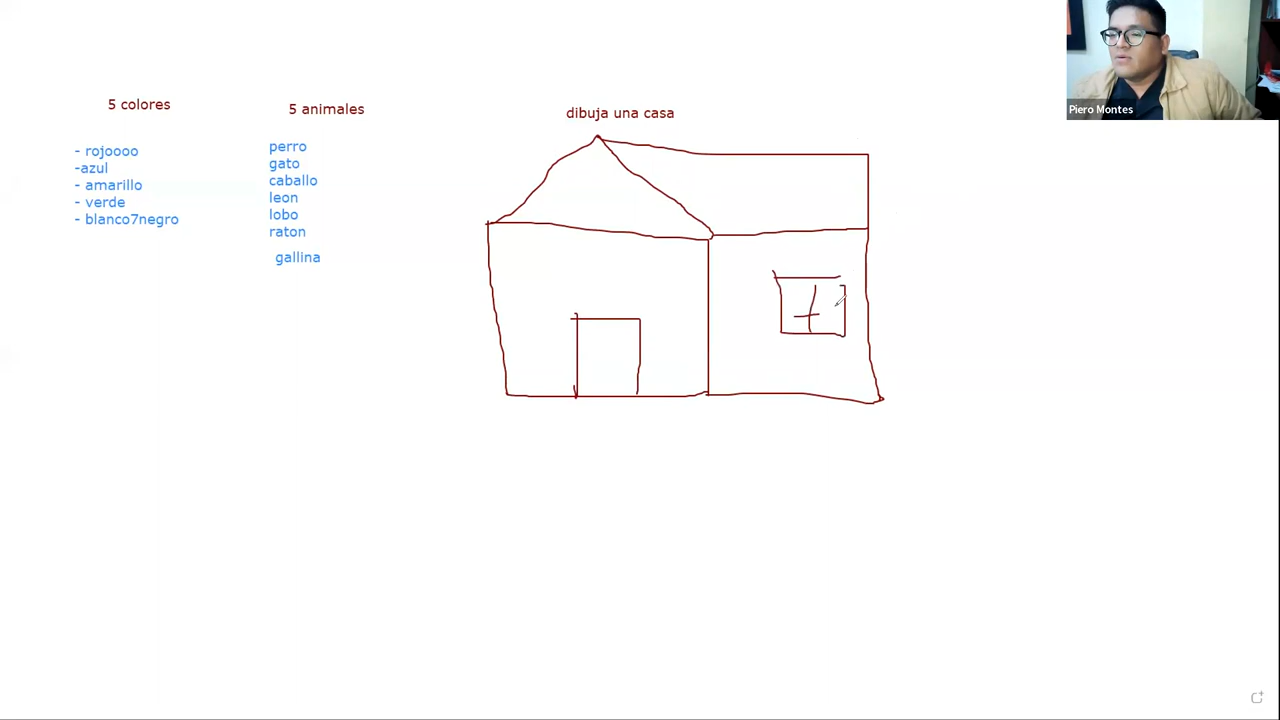 5 colores
- rojoooo
-azul
- amarillo
- verde
- blanco7negro
5 animales
perro
gato
caballo
leon
lobo
raton
gallina
dibuja una casa
Piero Montes